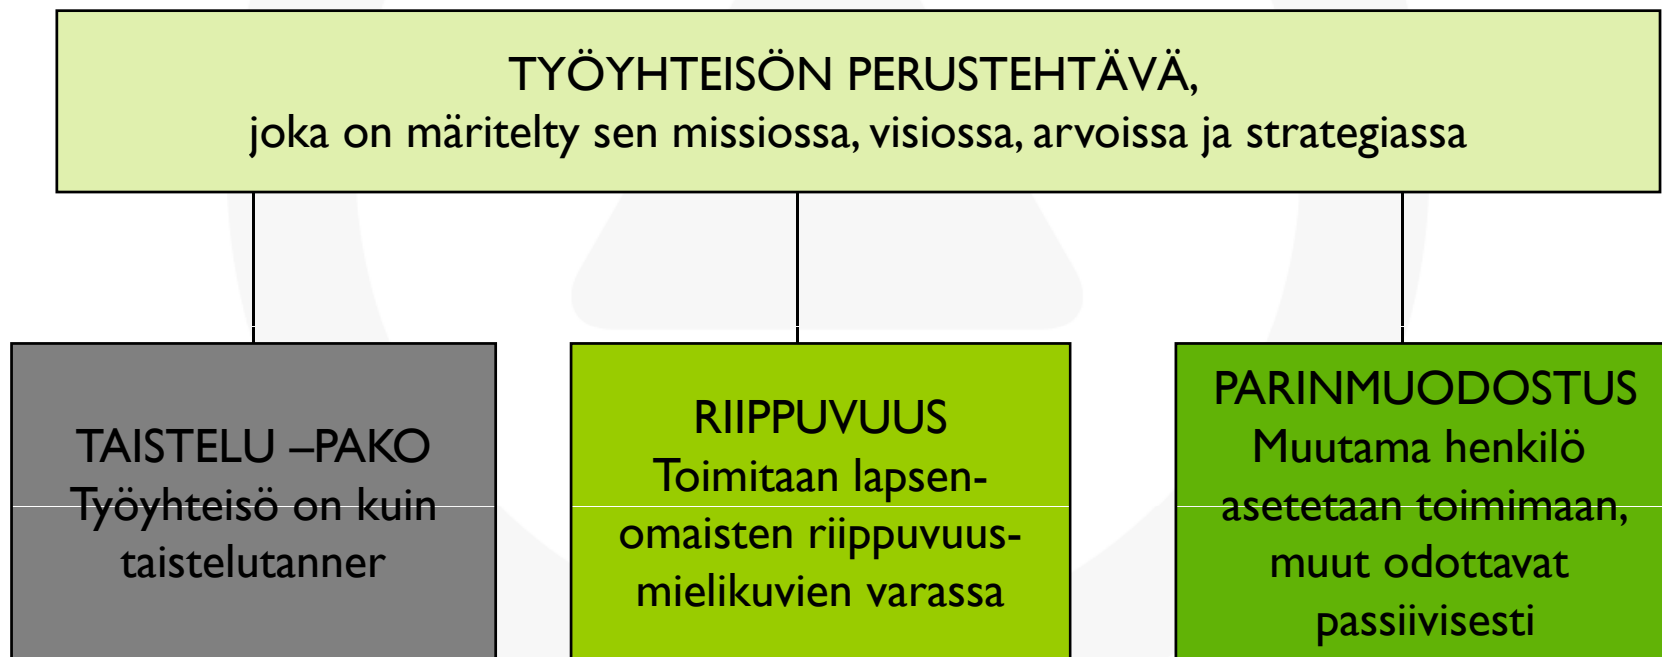 TYÖYHTEISÖN PERUSTEHTÄVÄ,
joka on märitelty sen missiossa, visiossa, arvoissa ja strategiassa
TAISTELU –PAKO
Työyhteisö on kuin
taistelutanner
RIIPPUVUUS
Toimitaan lapsen-
omaisten riippuvuus-
mielikuvien varassa
PARINMUODOSTUS
Muutama henkilö
asetetaan toimimaan,
muut odottavat
passiivisesti